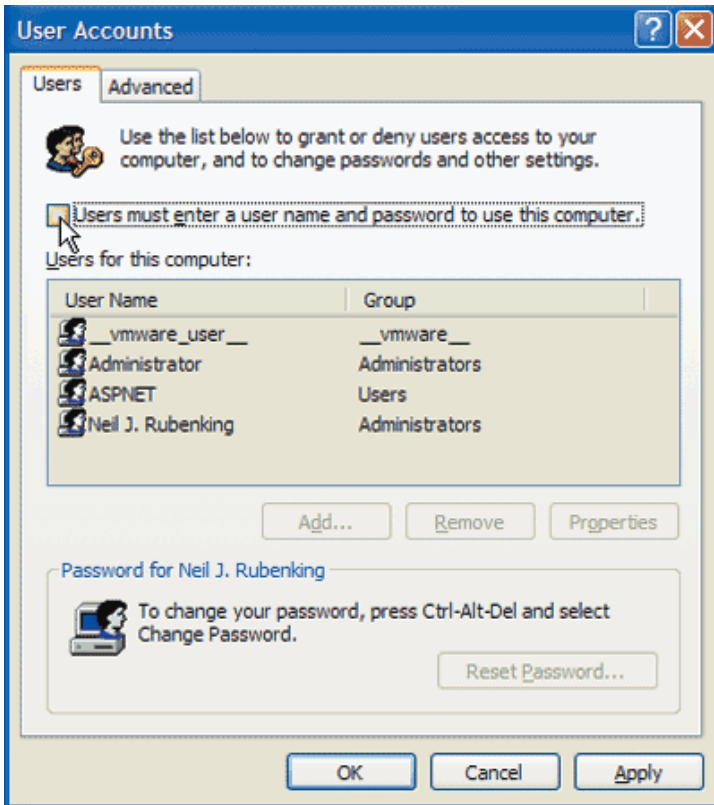 User Accounts
Users
Advanced
Use the list below to grant or deny users access to your
computer, and to change passwords and other settings.
Users must enter a user name and password to use this computer.
Users for this computer:
User Name Group
__vmware_user__ __vmware__
Administrator Administrators
ASPNET Users
Neil J. Rubenking Administrators
Add... Remove Properties
Password for Neil J. Rubenking
To change your password, press Ctrl-Alt-Del and select
Change Password.
Reset Password...
OK Cancel Apply